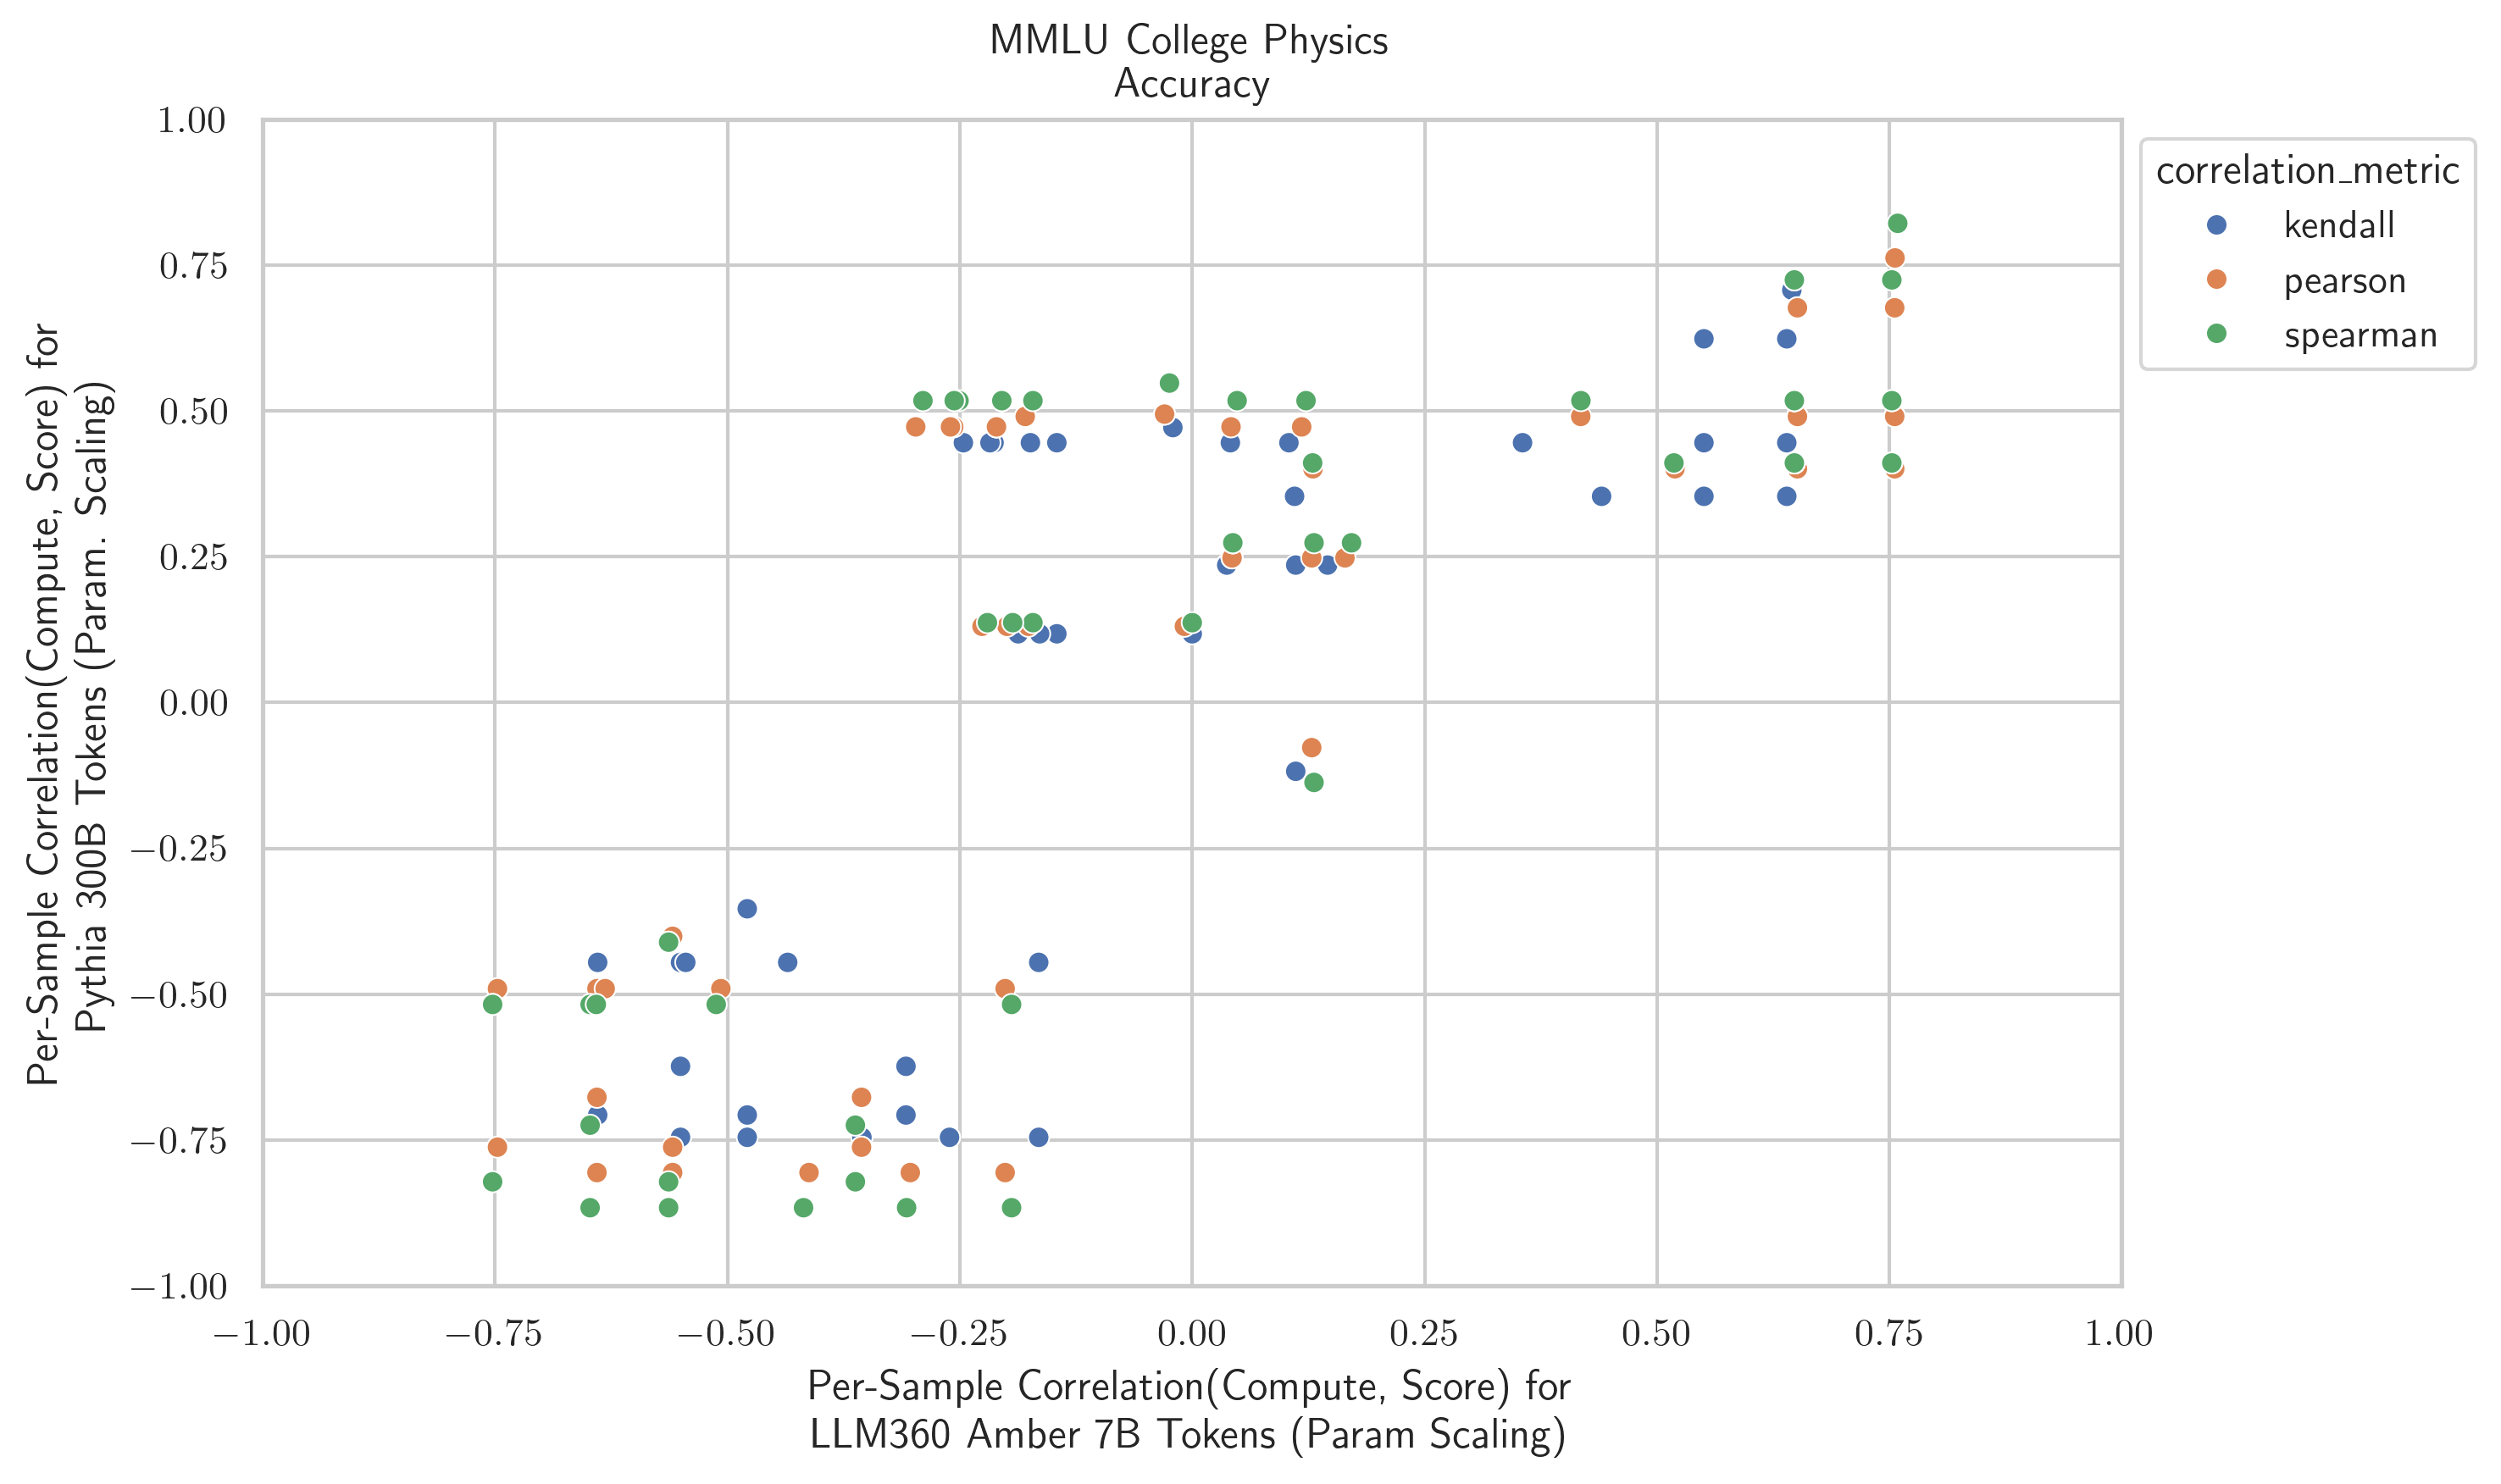 MMLU College Physics
Accuracy
1.00
0.75
0.50
0.25
0.00
−0.25
−0.50
−0.75
−1.00
Per-Sample Correlation(Compute, Score) for
Pythia 300B Tokens (Param. Scaling)
−1.00 −0.75 −0.50 −0.25 0.00 0.25 0.50 0.75 1.00
Per-Sample Correlation(Compute, Score) for
LLM360 Amber 7B Tokens (Param Scaling)
correlation_metric
kendall
pearson
spearman